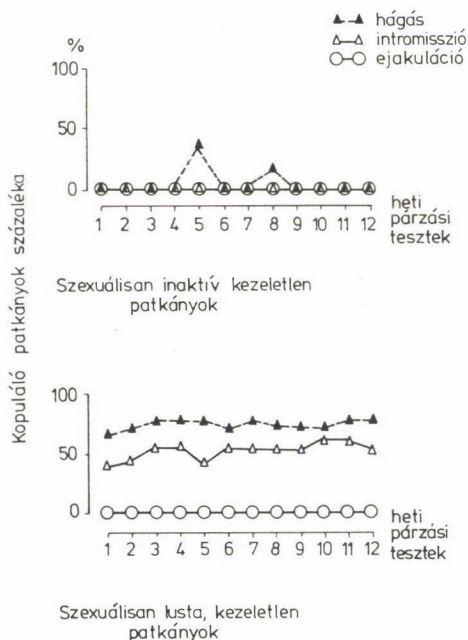 hágás
intromisszió
ejakuláció
%
100
50
0
1 2 3 4 5 6 7 8 9 10 11 12
heti
párzási
tesztek
Szexuálisan inaktív kezeletlen
patkányok
Kopuláló patkányok százaléka
100
50
0
1 2 3 4 5 6 7 8 9 10 11 12
heti
párzási
tesztek
Szexuálisan lusta, kezeletlen
patkányok